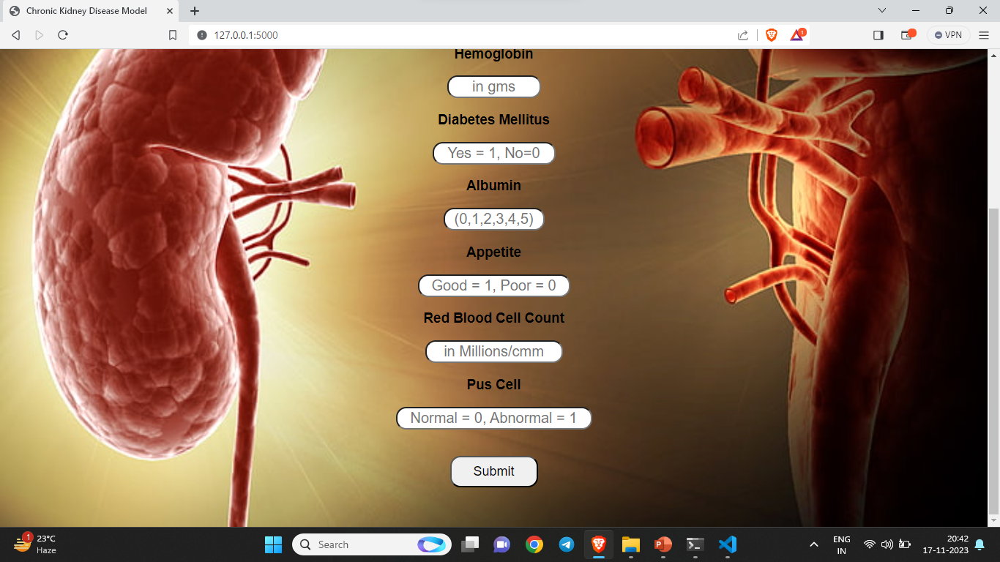 Chronic Kidney Disease Model
127.0.0.1:5000
1
VPN
Hemoglobin
in gms
Diabetes Mellitus
Yes = 1, No=0
Albumin
(0,1,2,3,4,5)
Appetite
Good = 1, Poor = 0
Red Blood Cell Count
in Millions/cmm
Pus Cell
Normal = 0, Abnormal = 1
Submit
1
23°C
Haze
Search
P
ENG
IN
20:42
17-11-2023